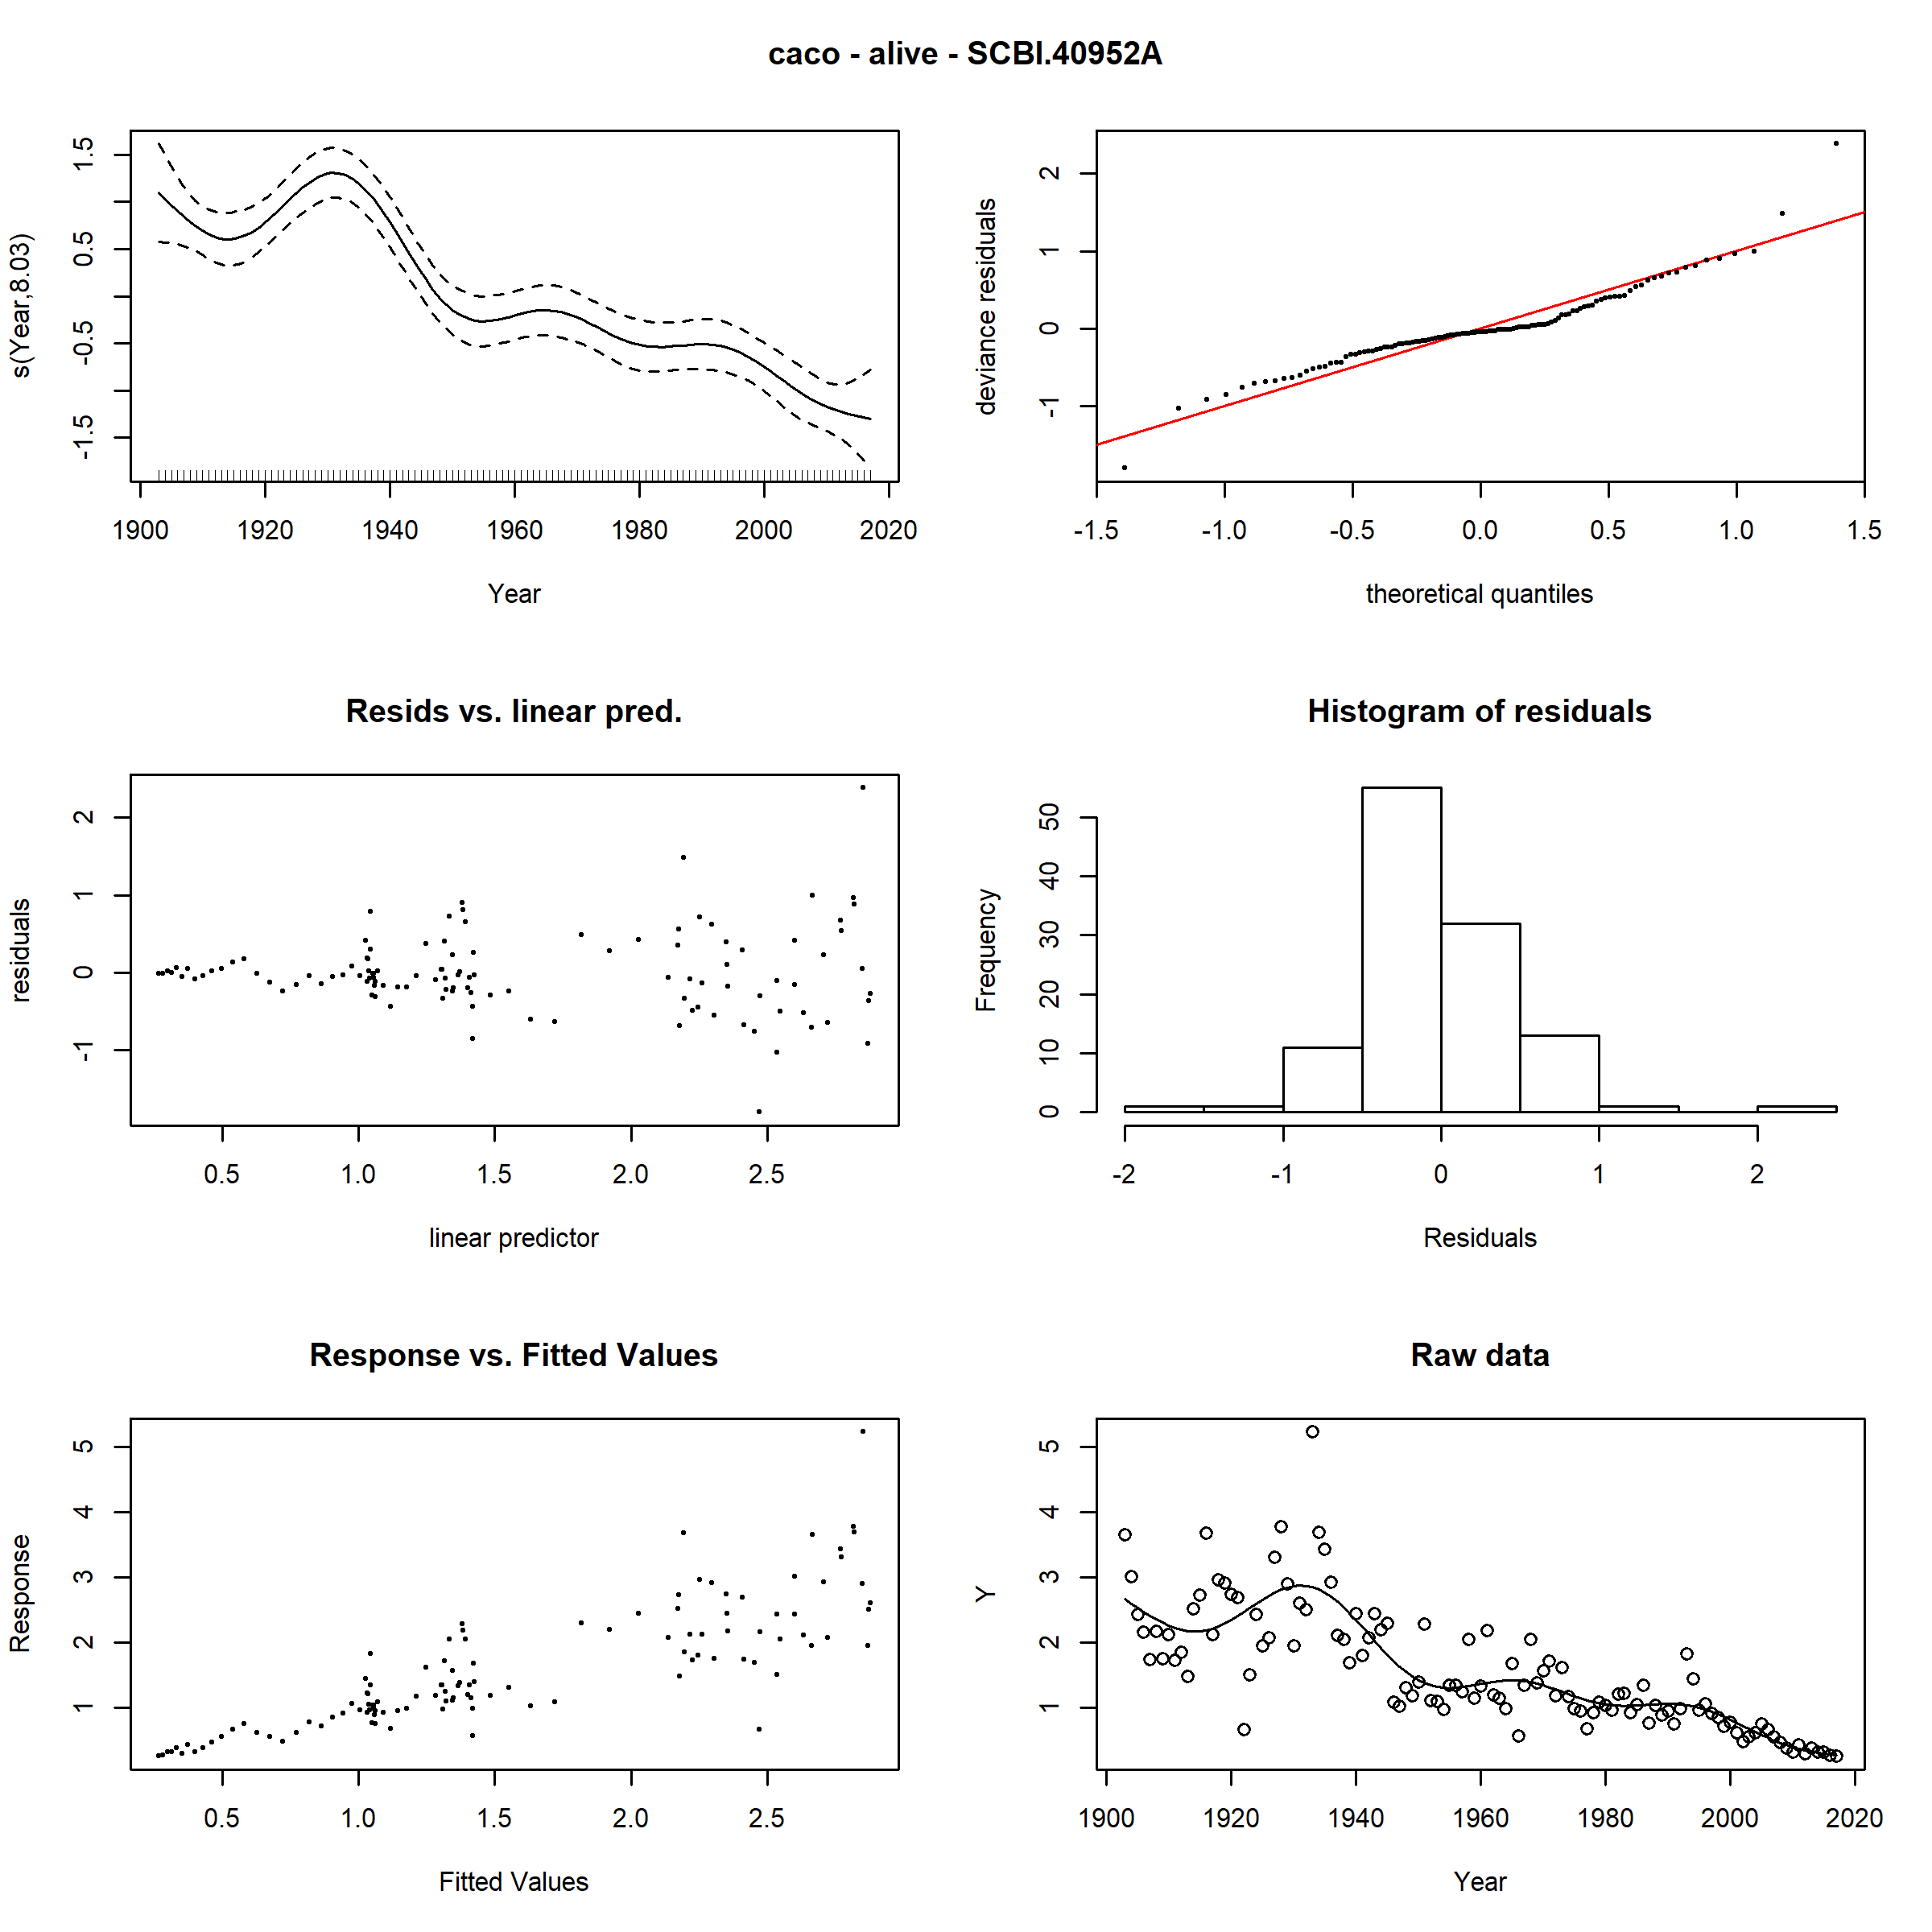 caco - alive - SCBI.40952A
s(Year,8.03)
-1.5 -0.5 0.5 1.5
1900 1920 1940 1960 1980 2000 2020
Year
deviance residuals
-1 0 1 2
-1.5 -1.0 -0.5 0.0 0.5 1.0 1.5
theoretical quantiles
Resids vs. linear pred.
residuals
-1 0 1 2
0.5 1.0 1.5 2.0 2.5
linear predictor
Histogram of residuals
Frequency
0 10 20 30 40 50
-2 -1 0 1 2
Residuals
Response vs. Fitted Values
Response
1 2 3 4 5
0.5 1.0 1.5 2.0 2.5
Fitted Values
Raw data
Y
1 2 3 4 5
1900 1920 1940 1960 1980 2000 2020
Year